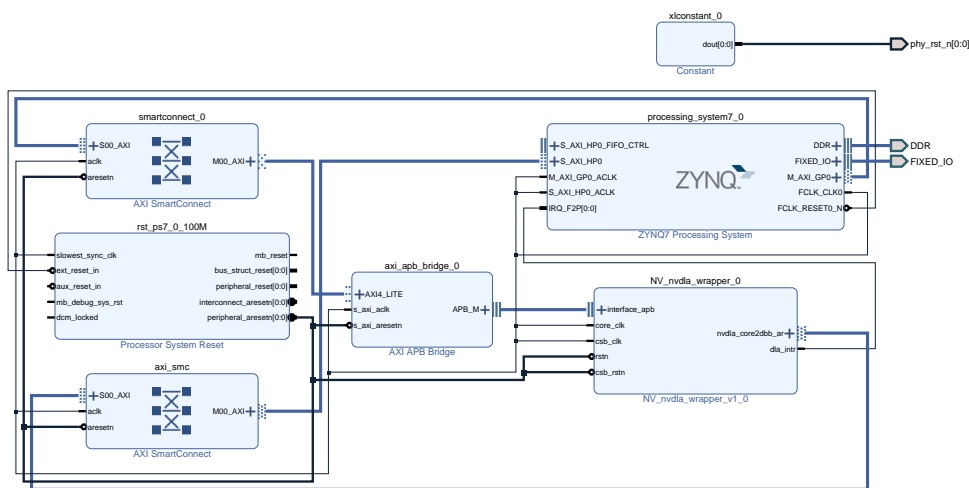 xlconstant_0
dout[0:0]
phy_rst_n[0:0]
Constant
smartconnect_0
S00_AXI
aclk
aresetn
M00_AXI
AXI SmartConnect
processing_system7_0
S_AXI_HP0_FIFO_CTRL
S_AXI_HP0
M_AXI_GP0_ACLK
S_AXI_HP0_ACLK
IRQ_F2P[0:0]
ZYNQ
DDR
FIXED_IO
M_AXI_GP0
FCLK_CLK0
FCLK_RESET0_N
ZYNQ7 Processing System
DDR
FIXED_IO
rst_ps7_0_100M
slowest_sync_clk
ext_reset_in
aux_reset_in
mb_debug_sys_rst
dcm_locked
mb_reset
bus_struct_reset[0:0]
peripheral_reset[0:0]
interconnect_aresetn[0:0]
peripheral_aresetn[0:0]
Processor System Reset
axi_apb_bridge_0
AXI4_LITE
s_axi_aclk
s_axi_aresetn
APB_M
AXI APB Bridge
NV_nvdla_wrapper_0
interface_apb
core_clk
csb_clk
rstn
csb_rstn
nvdla_core2dbb_ar
dla_intr
NV_nvdla_wrapper_v1_0
axi_smc
S00_AXI
aclk
aresetn
M00_AXI
AXI SmartConnect